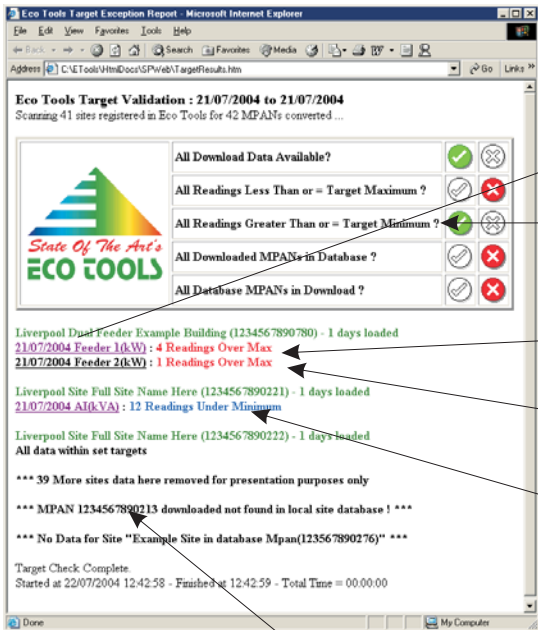 Eco Tools Target Exception Report - Microsoft Internet Explorer
File Edit View Favorites Tools Help
Back Search Favorites Media
Address C:\ETools\HtmlDocs\SPWeb\TargetResults.htm Go Links »
Eco Tools Target Validation : 21/07/2004 to 21/07/2004
Scanning 41 sites registered in Eco Tools for 42 MPANs converted ...
State Of The Art's
ECO TOOLS
All Download Data Available?
All Readings Less Than or = Target Maximum ?
All Readings Greater Than or = Target Minimum ?
All Downloaded MPANs in Database ?
All Database MPANs in Download ?
Liverpool Dual Feeder Example Building (1234567890780) - 1 days loaded
21/07/2004 Feeder 1(kW) : 4 Readings Over Max
21/07/2004 Feeder 2(kW) : 1 Readings Over Max
Liverpool Site Full Site Name Here (1234567890221) - 1 days loaded
21/07/2004 AI(kVA) : 12 Readings Under Minimum
Liverpool Site Full Site Name Here (1234567890222) - 1 days loaded
All data within set targets
*** 39 More sites data here removed for presentation purposes only
*** MPAN 1234567890213 downloaded not found in local site database ! ***
*** No Data for Site "Example Site in database Mpan(123567890276)" ***
Target Check Complete.
Started at 22/07/2004 12:42:58 - Finished at 12:42:59 - Total Time = 00:00:00
Done My Computer